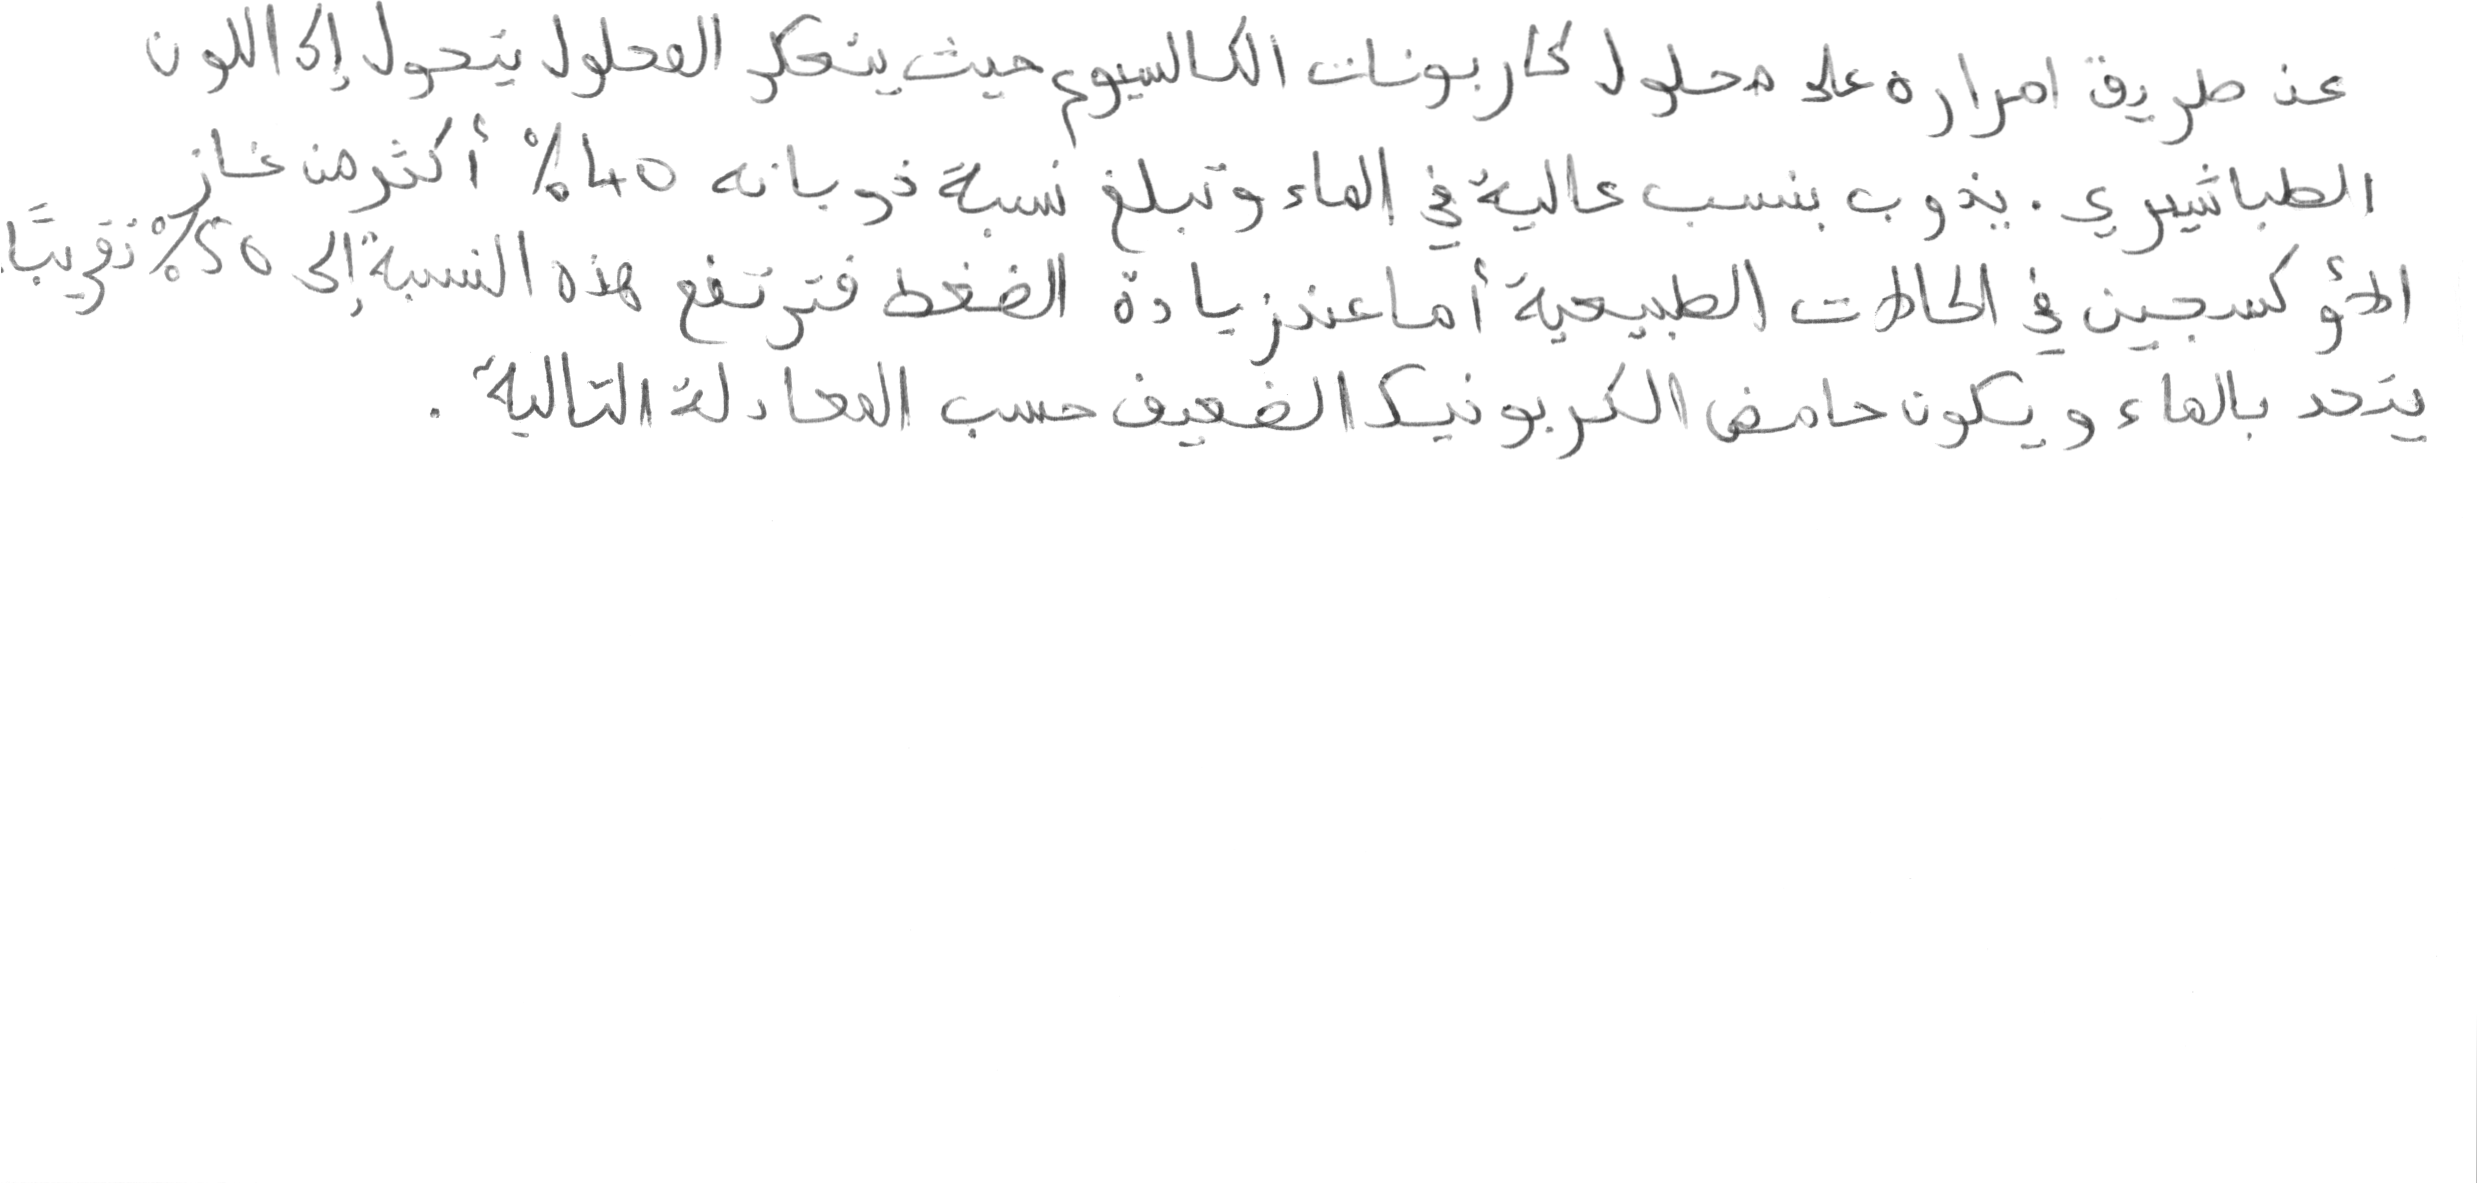 عن طريق امراره على محلول كاربونات الكالسيوم حيث يتعكر المحلول يتحول إلى اللون
الطباشيري. يذوب بنسب عالية في الماء وتبلغ نسبة ذوبانه 40% أكثر من غاز
الأوكسجين في الحالات الطبيعية أما عند زيادة الضغط فترتفع هذه النسبة إلى 50% تقريبًا.
يتحد بالماء ويكون حامض الكربونيك الضعيف حسب المعادلة التالية.